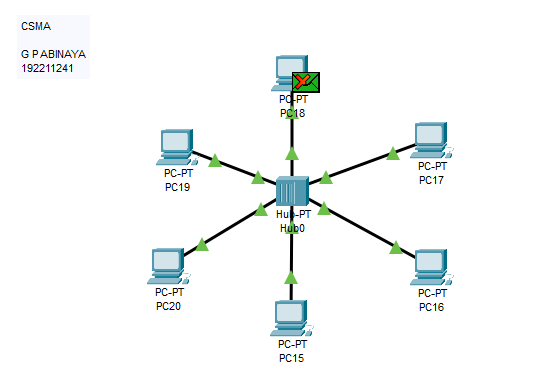 CSMA
G P ABINAYA
192211241
PC-PT
PC18
PC-PT
PC19
PC-PT
PC17
Hub-PT
Hub0
PC-PT
PC20
PC-PT
PC16
PC-PT
PC15